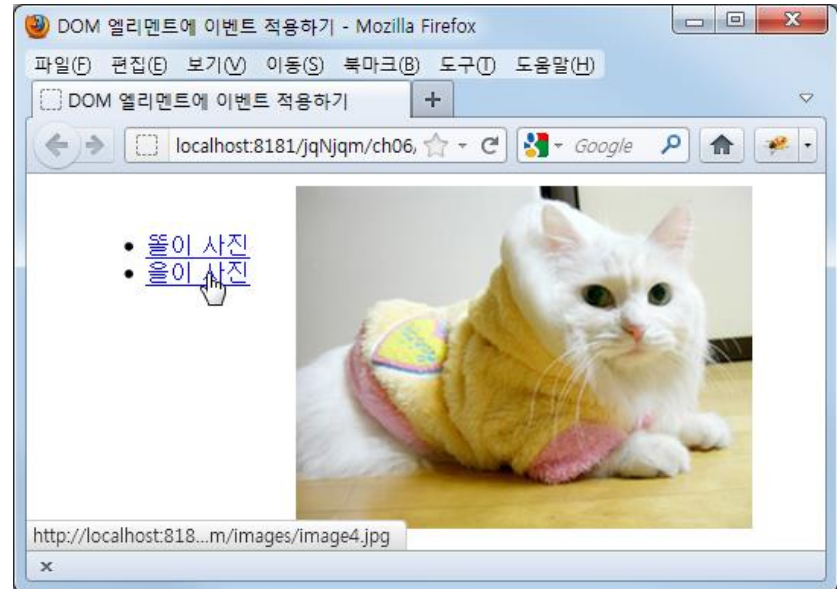 DOM 엘리먼트에 이벤트 적용하기 - Mozilla Firefox
파일(F) 편집(E) 보기(V) 이동(S) 북마크(B) 도구(T) 도움말(H)
DOM 엘리먼트에 이벤트 적용하기
localhost:8181/jqNjqm/ch06,
Google
똘이 사진
올이 사진
http://localhost:818...m/images/image4.jpg